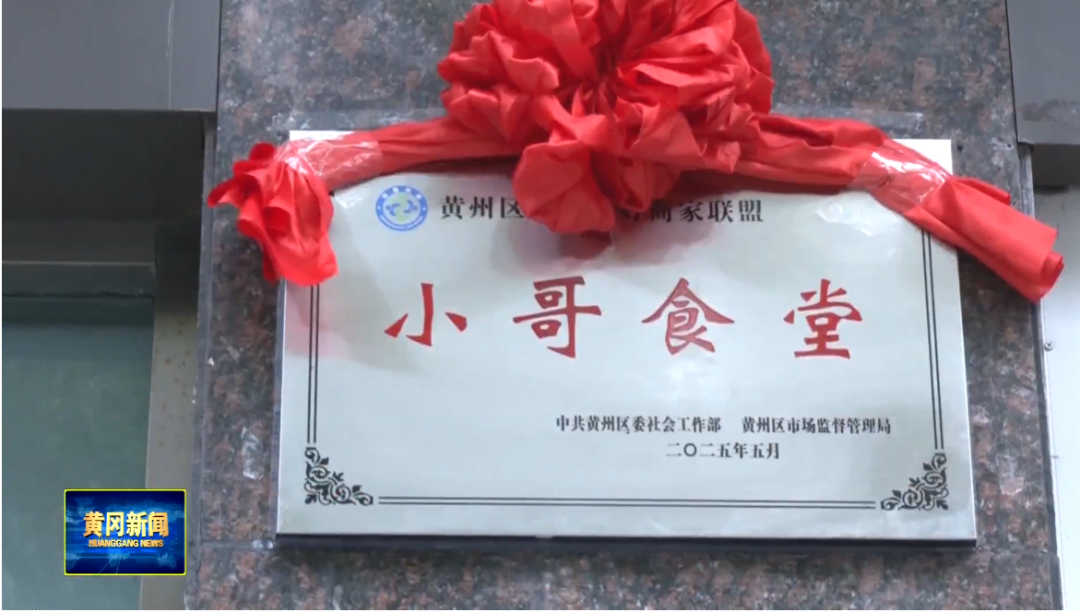 黄州区 商家联盟
小哥食堂
中共黄州区委社会工作部 黄州区市场监督管理局
二〇二五年五月
黄冈新闻
HUANGGANG NEWS